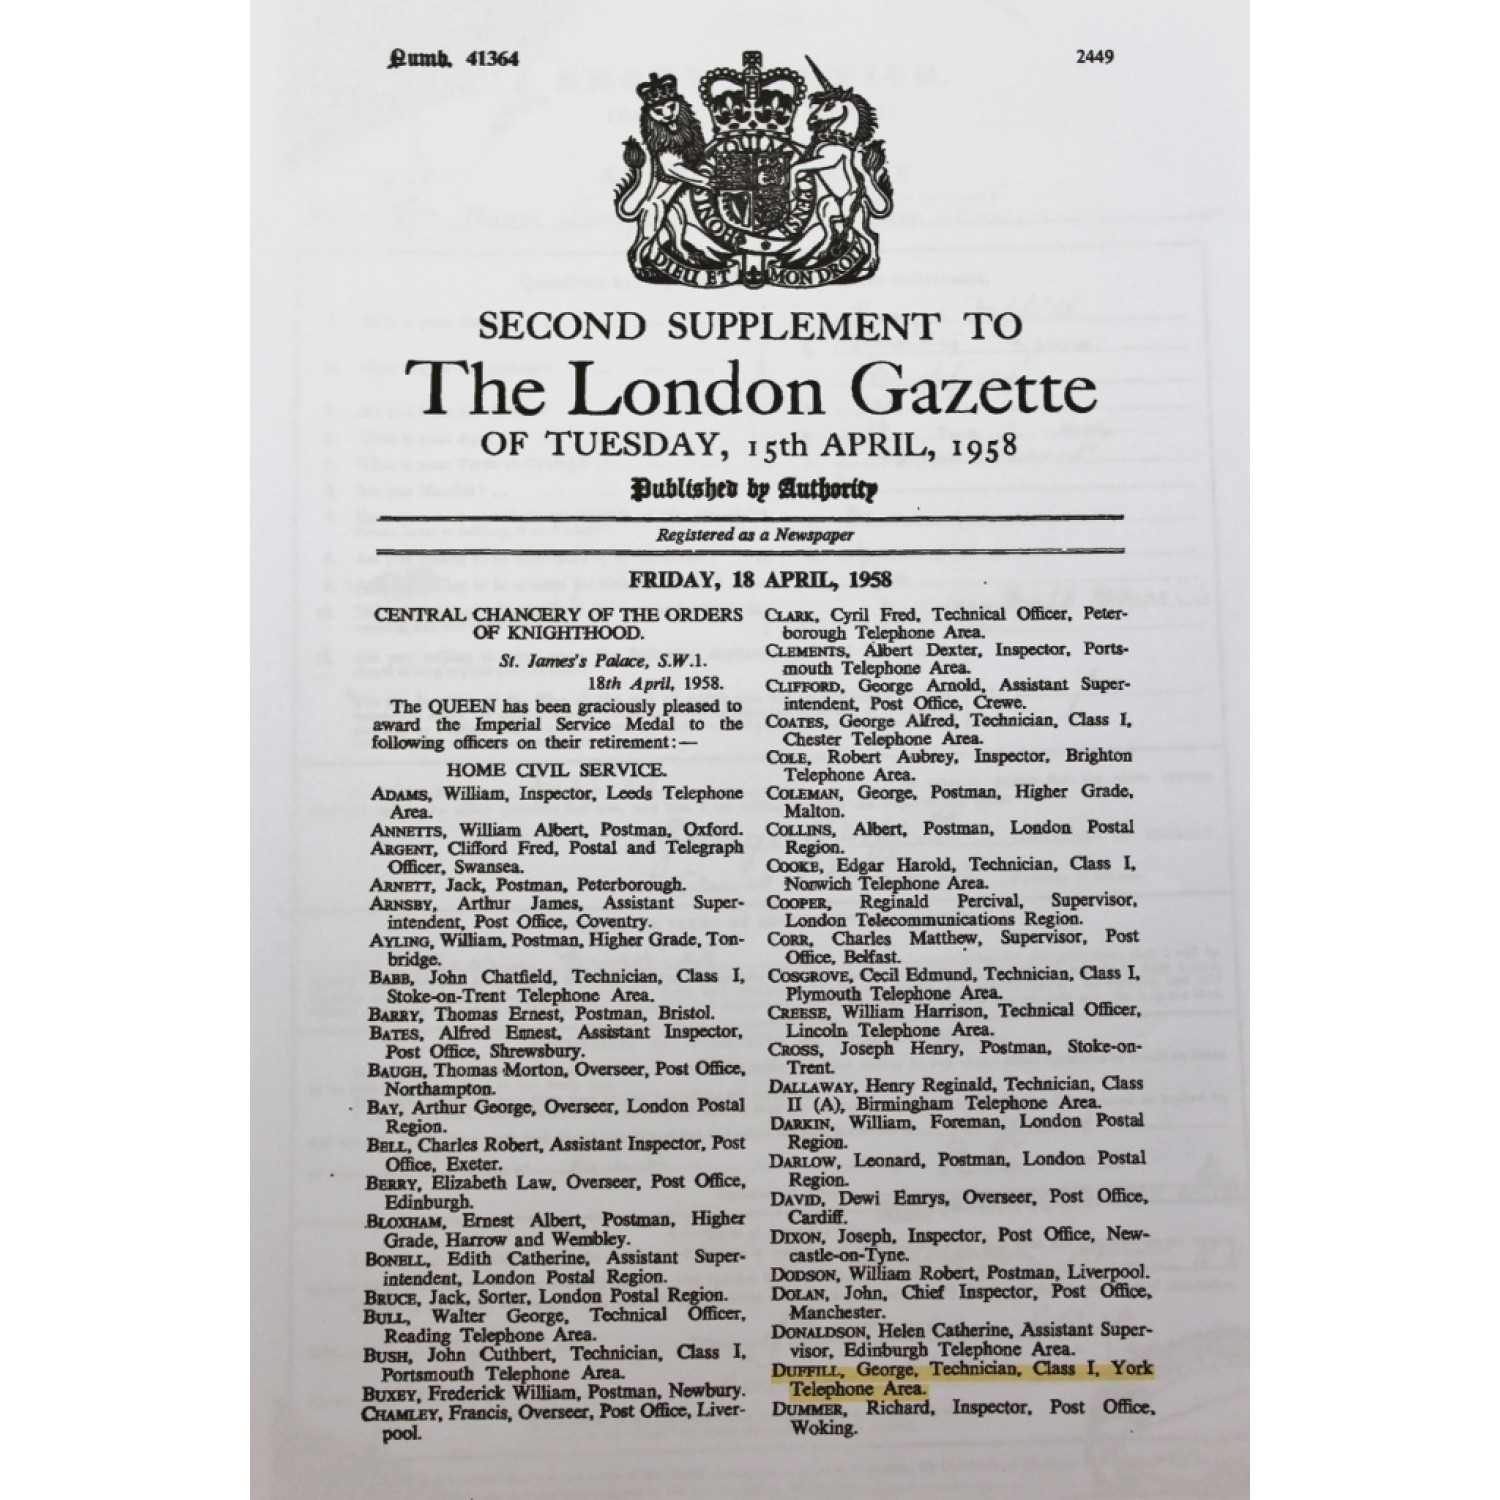 Numb. 41364
2449
HONI SOIT QUI MAL Y PENSE
DIEU ET MON DROIT
SECOND SUPPLEMENT TO
The London Gazette
OF TUESDAY, 15th APRIL, 1958
Published by Authority
Registered as a Newspaper
FRIDAY, 18 APRIL, 1958
CENTRAL CHANCERY OF THE ORDERS
OF KNIGHTHOOD.
St. James's Palace, S.W.1.
18th April, 1958.
The QUEEN has been graciously pleased to
award the Imperial Service Medal to the
following officers on their retirement:—
HOME CIVIL SERVICE.
ADAMS, William, Inspector, Leeds Telephone
Area.
ANNETTS, William Albert, Postman, Oxford.
ARGENT, Clifford Fred, Postal and Telegraph
Officer, Swansea.
ARNETT, Jack, Postman, Peterborough.
ARNSBY, Arthur James, Assistant Super-
intendent, Post Office, Coventry.
AYLING, William, Postman, Higher Grade, Ton-
bridge.
BABB, John Chatfield, Technician, Class I,
Stoke-on-Trent Telephone Area.
BARRY, Thomas Ernest, Postman, Bristol.
BATES, Alfred Ernest, Assistant Inspector,
Post Office, Shrewsbury.
BAUGH, Thomas Morton, Overseer, Post Office,
Northampton.
BAY, Arthur George, Overseer, London Postal
Region.
BELL, Charles Robert, Assistant Inspector, Post
Office, Exeter.
BERRY, Elizabeth Law, Overseer, Post Office,
Edinburgh.
BLOXHAM, Ernest Albert, Postman, Higher
Grade, Harrow and Wembley.
BONELL, Edith Catherine, Assistant Super-
intendent, London Postal Region.
BRUCE, Jack, Sorter, London Postal Region.
BULL, Walter George, Technical Officer,
Reading Telephone Area.
BUSH, John Cuthbert, Technician, Class I,
Portsmouth Telephone Area.
BUXEY, Frederick William, Postman, Newbury.
CHAMLEY, Francis, Overseer, Post Office, Liver-
pool.
CLARK, Cyril Fred, Technical Officer, Peter-
borough Telephone Area.
CLEMENTS, Albert Dexter, Inspector, Ports-
mouth Telephone Area.
CLIFFORD, George Arnold, Assistant Super-
intendent, Post Office, Crewe.
COATES, George Alfred, Technician, Class I,
Chester Telephone Area.
COLE, Robert Aubrey, Inspector, Brighton
Telephone Area.
COLEMAN, George, Postman, Higher Grade,
Malton.
COLLINS, Albert, Postman, London Postal
Region.
COOKE, Edgar Harold, Technician, Class I,
Norwich Telephone Area.
COOPER, Reginald Percival, Supervisor,
London Telecommunications Region.
CORR, Charles Matthew, Supervisor, Post
Office, Belfast.
COSGROVE, Cecil Edmund, Technician, Class I,
Plymouth Telephone Area.
CREESE, William Harrison, Technical Officer,
Lincoln Telephone Area.
CROSS, Joseph Henry, Postman, Stoke-on-
Trent.
DALLAWAY, Henry Reginald, Technician, Class
II (A), Birmingham Telephone Area.
DARKIN, William, Foreman, London Postal
Region.
DARLOW, Leonard, Postman, London Postal
Region.
DAVID, Dewi Emrys, Overseer, Post Office,
Cardiff.
DIXON, Joseph, Inspector, Post Office, New-
castle-on-Tyne.
DODSON, William Robert, Postman, Liverpool.
DOLAN, John, Chief Inspector, Post Office,
Manchester.
DONALDSON, Helen Catherine, Assistant Super-
visor, Edinburgh Telephone Area.
DUFFILL, George, Technician, Class I, York
Telephone Area.
DUMMER, Richard, Inspector, Post Office,
Woking.